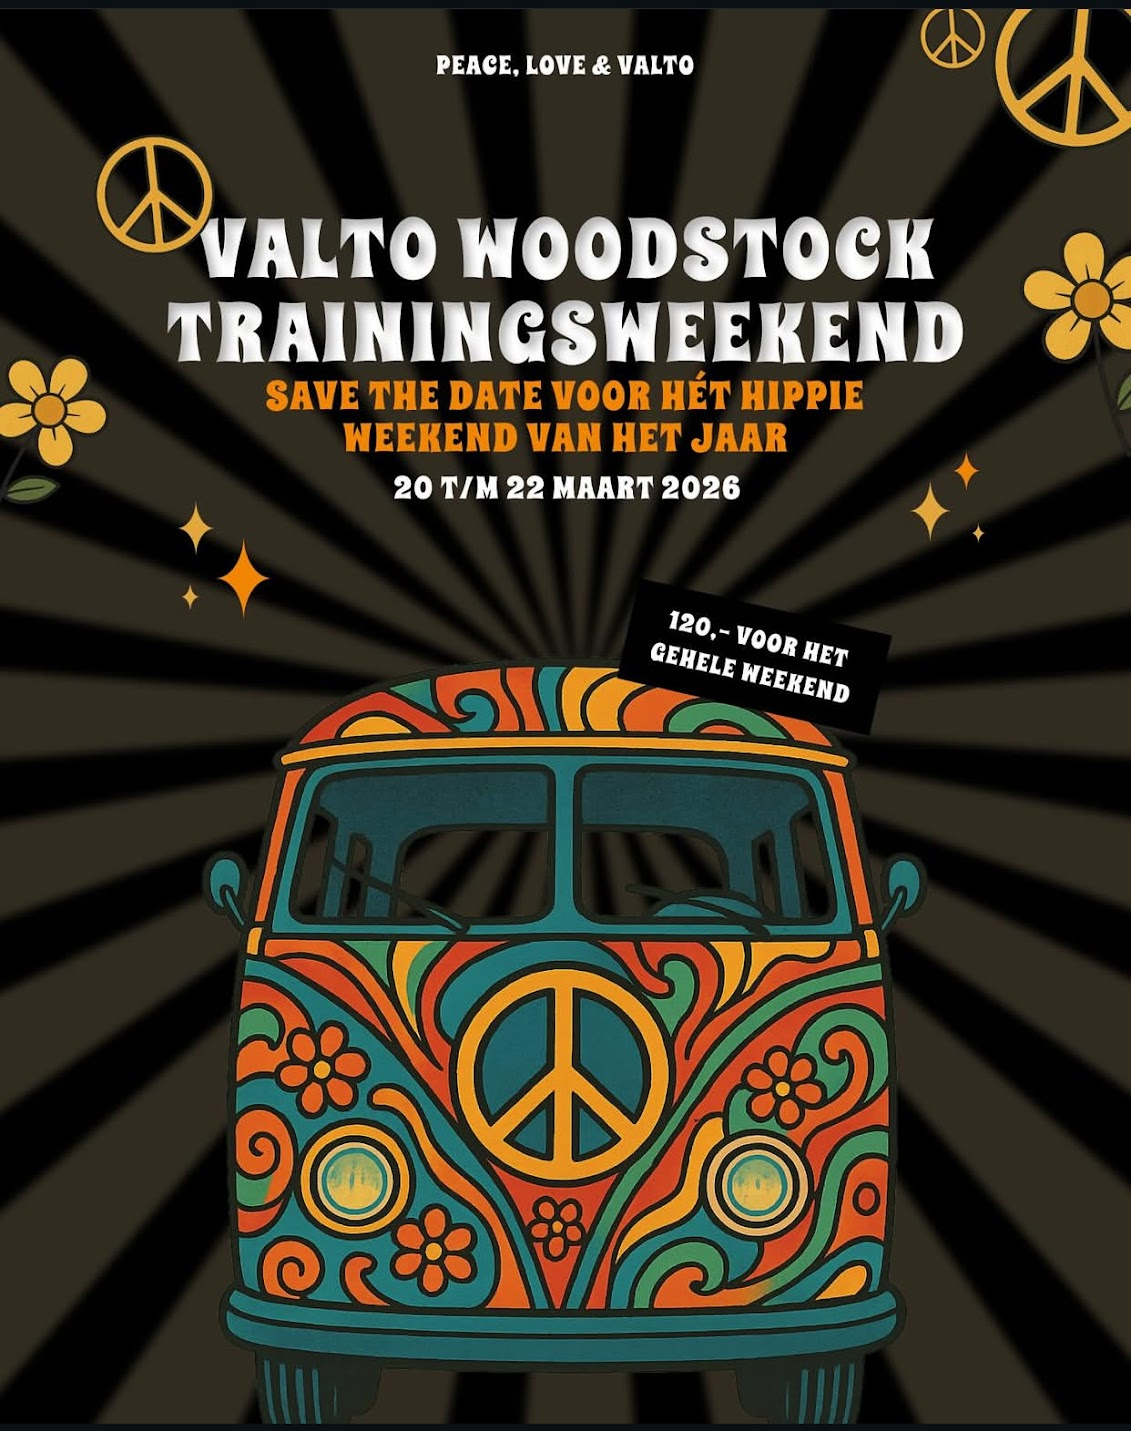 PEACE, LOVE & VALTO
VALTO WOODSTOCK
TRAININGSWEEKEND
SAVE THE DATE VOOR HÉT HIPPIE
WEEKEND VAN HET JAAR
20 T/M 22 MAART 2026
120,- VOOR HET
GEHELE WEEKEND